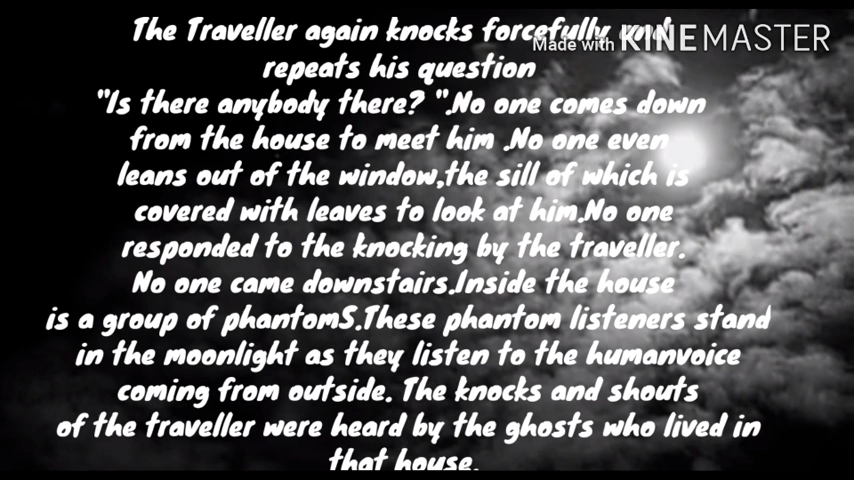 The Traveller again knocks forcefully and
Made with KINEMASTER
repeats his question
"Is there anybody there? ".No one comes down
from the house to meet him .No one even
leans out of the window,the sill of which is
covered with leaves to look at him.No one
responded to the knocking by the traveller.
No one came downstairs.Inside the house
is a group of phantomS.These phantom listeners stand
in the moonlight as they listen to the humanvoice
coming from outside. The knocks and shouts
of the traveller were heard by the ghosts who lived in
that house.